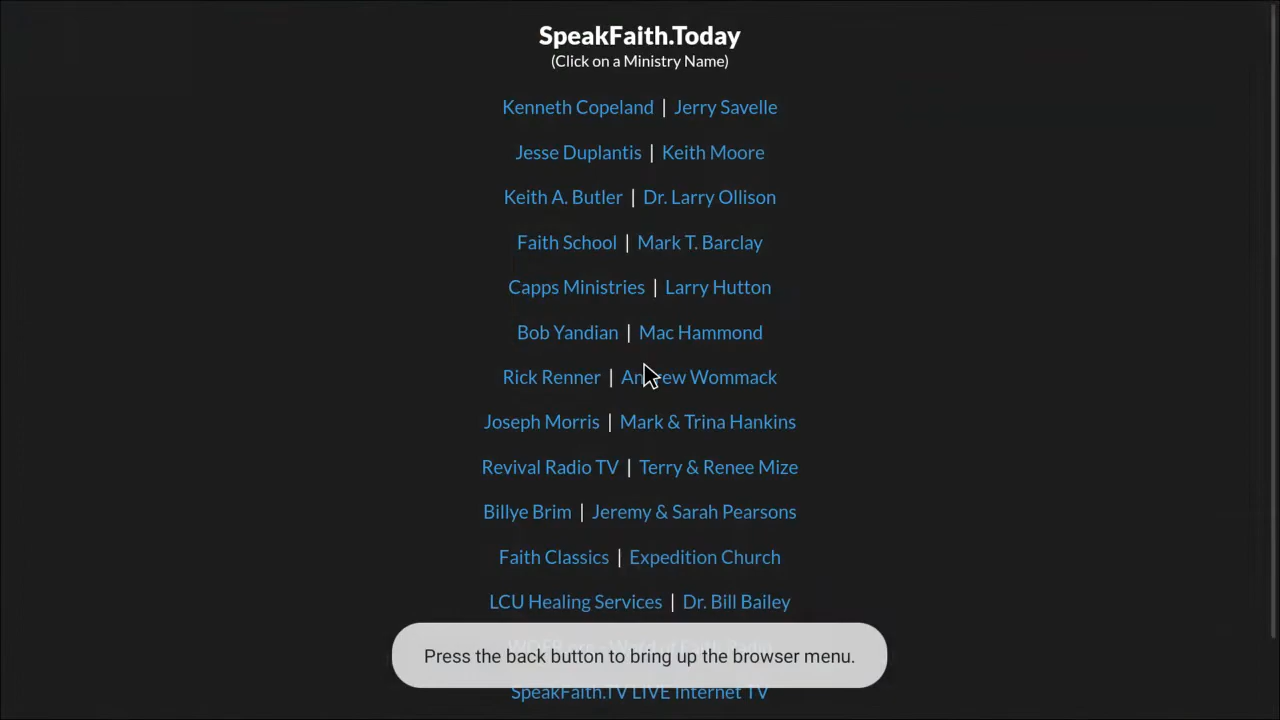 SpeakFaith.Today
(Click on a Ministry Name)
Kenneth Copeland | Jerry Savelle
Jesse Duplantis | Keith Moore
Keith A. Butler | Dr. Larry Ollison
Faith School | Mark T. Barclay
Capps Ministries | Larry Hutton
Bob Yandian | Mac Hammond
Rick Renner | Andrew Wommack
Joseph Morris | Mark & Trina Hankins
Revival Radio TV | Terry & Renee Mize
Billye Brim | Jeremy & Sarah Pearsons
Faith Classics | Expedition Church
LCU Healing Services | Dr. Bill Bailey
Press the back button to bring up the browser menu.
SpeakFaith.TV LIVE Internet TV